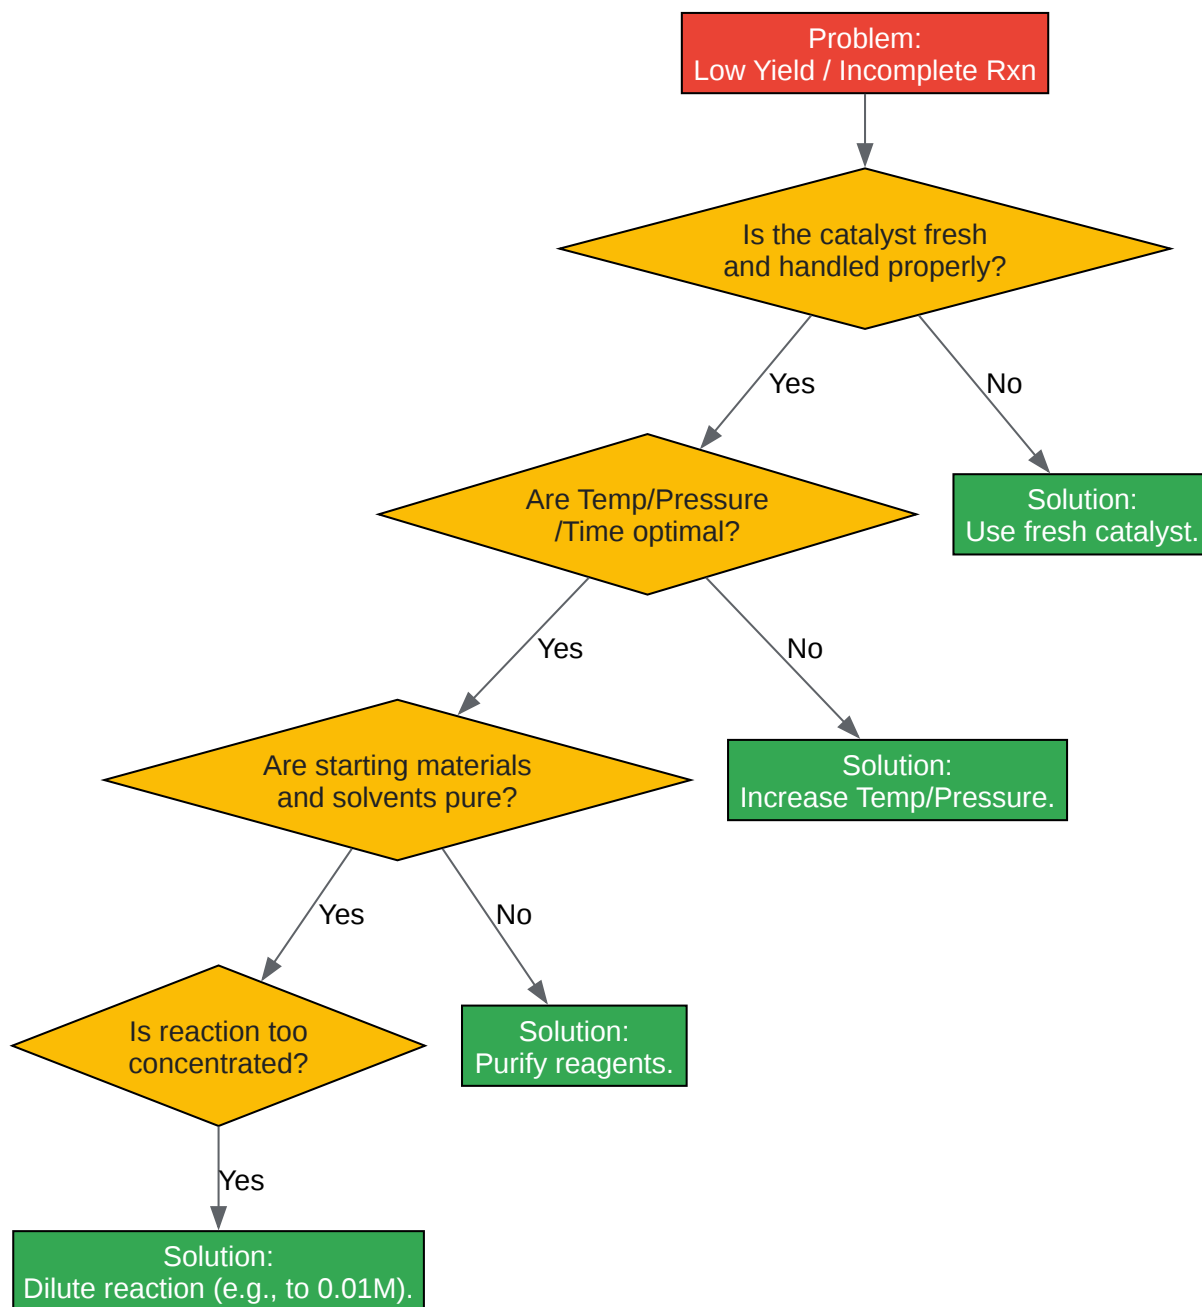 Problem:
Low Yield / Incomplete Rxn
Is the catalyst fresh
and handled properly?
Yes
No
Are Temp/Pressure
/Time optimal?
Solution:
Use fresh catalyst.
Yes
No
Are starting materials
and solvents pure?
Solution:
Increase Temp/Pressure.
Yes
No
Is reaction too
concentrated?
Solution:
Purify reagents.
Yes
Solution:
Dilute reaction (e.g., to 0.01M).